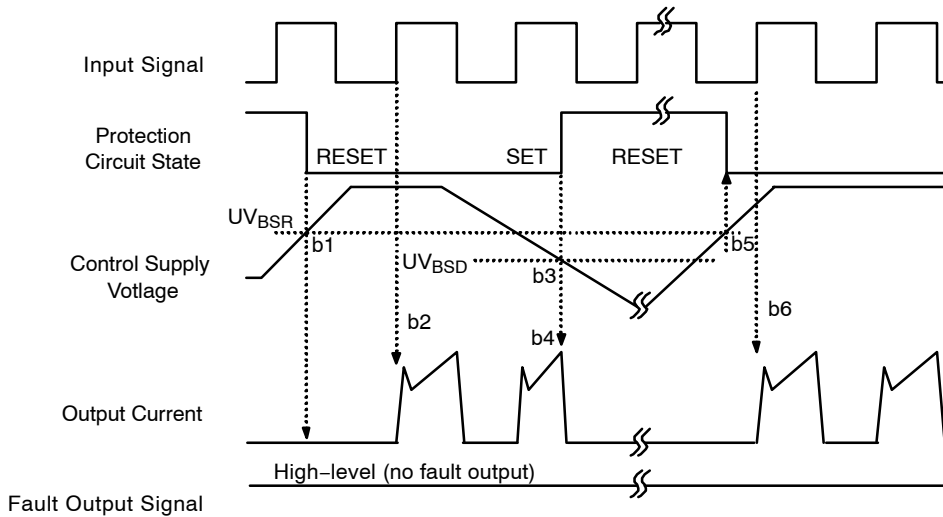 Input Signal
Protection
Circuit State
RESET
SET
RESET
UVBSR
b1
b5
UVBSD
b3
Control Supply
Votlage
b2
b6
b4
Output Current
High−level (no fault output)
Fault Output Signal